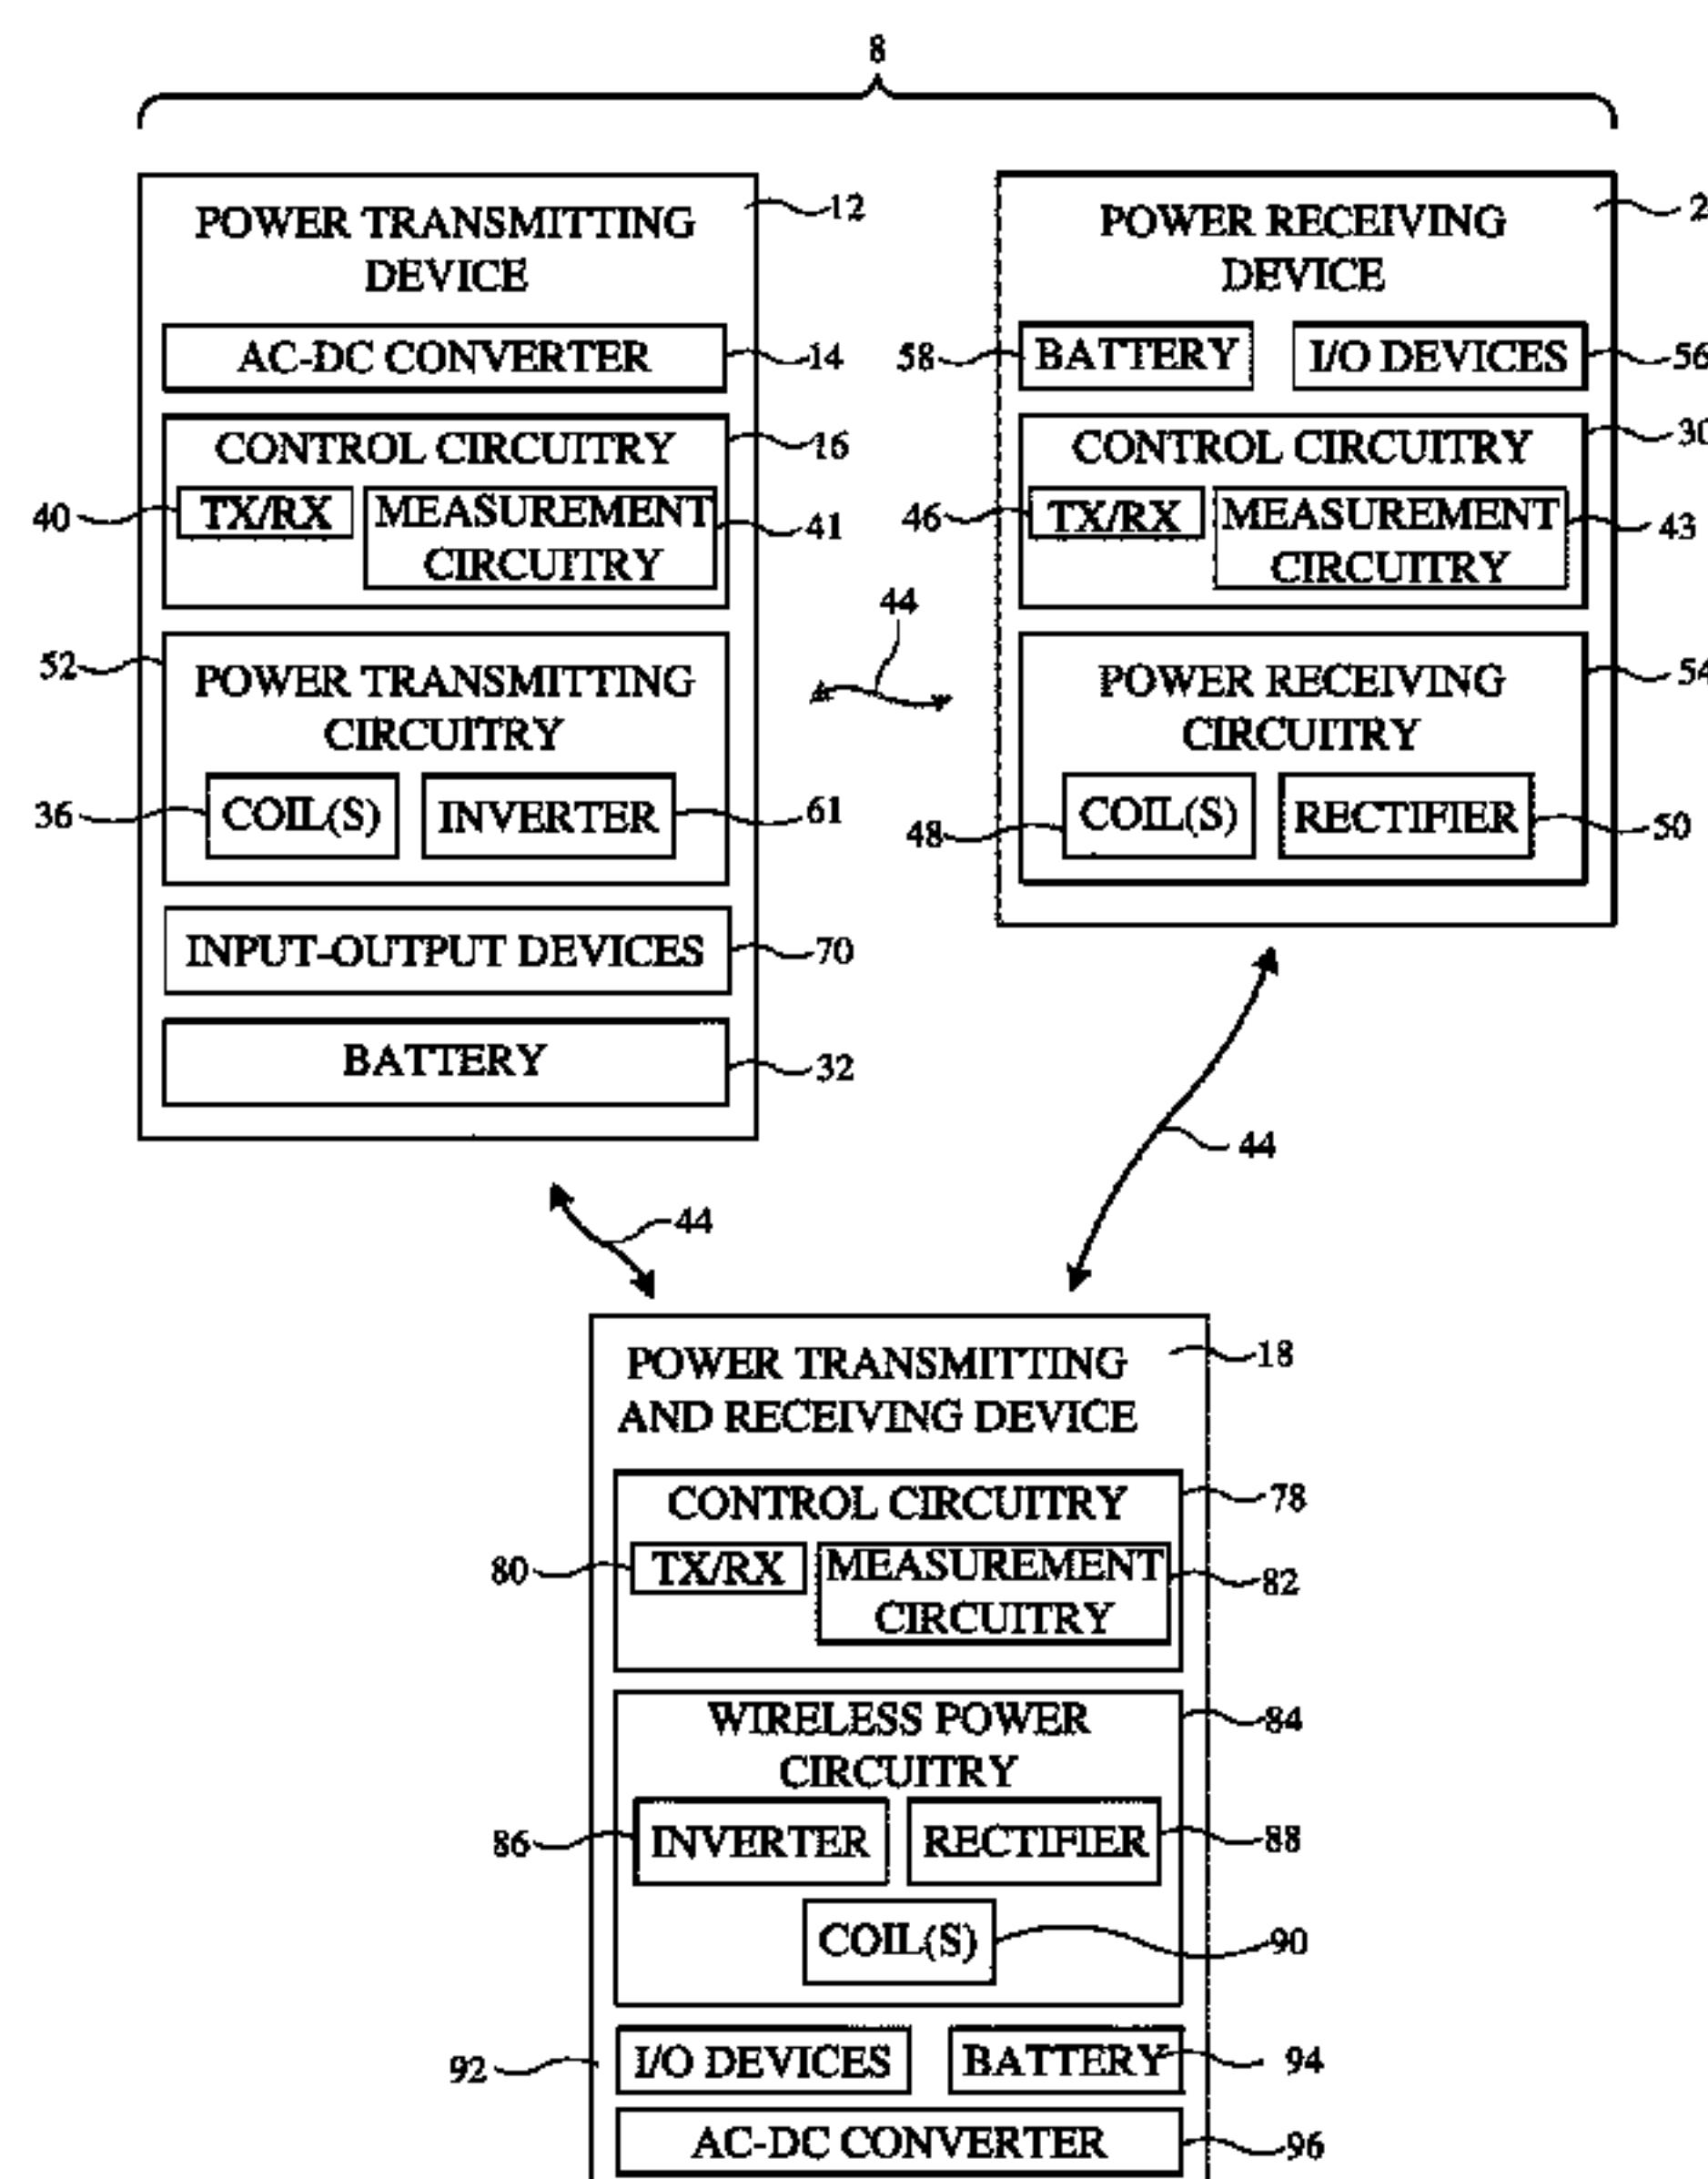 8
POWER TRANSMITTING
DEVICE
12
AC-DC CONVERTER
14
CONTROL CIRCUITRY
16
40
TX/RX
MEASUREMENT
CIRCUITRY
41
52
POWER TRANSMITTING
CIRCUITRY
36
COIL(S)
INVERTER
61
INPUT-OUTPUT DEVICES
70
BATTERY
32
44
POWER RECEIVING
DEVICE
58
BATTERY
I/O DEVICES
56
CONTROL CIRCUITRY
30
46
TX/RX
MEASUREMENT
CIRCUITRY
43
POWER RECEIVING
CIRCUITRY
54
48
COIL(S)
RECTIFIER
50
44
44
POWER TRANSMITTING
AND RECEIVING DEVICE
18
CONTROL CIRCUITRY
78
80
TX/RX
MEASUREMENT
CIRCUITRY
82
WIRELESS POWER
CIRCUITRY
84
86
INVERTER
RECTIFIER
88
COIL(S)
90
92
I/O DEVICES
BATTERY
94
AC-DC CONVERTER
96